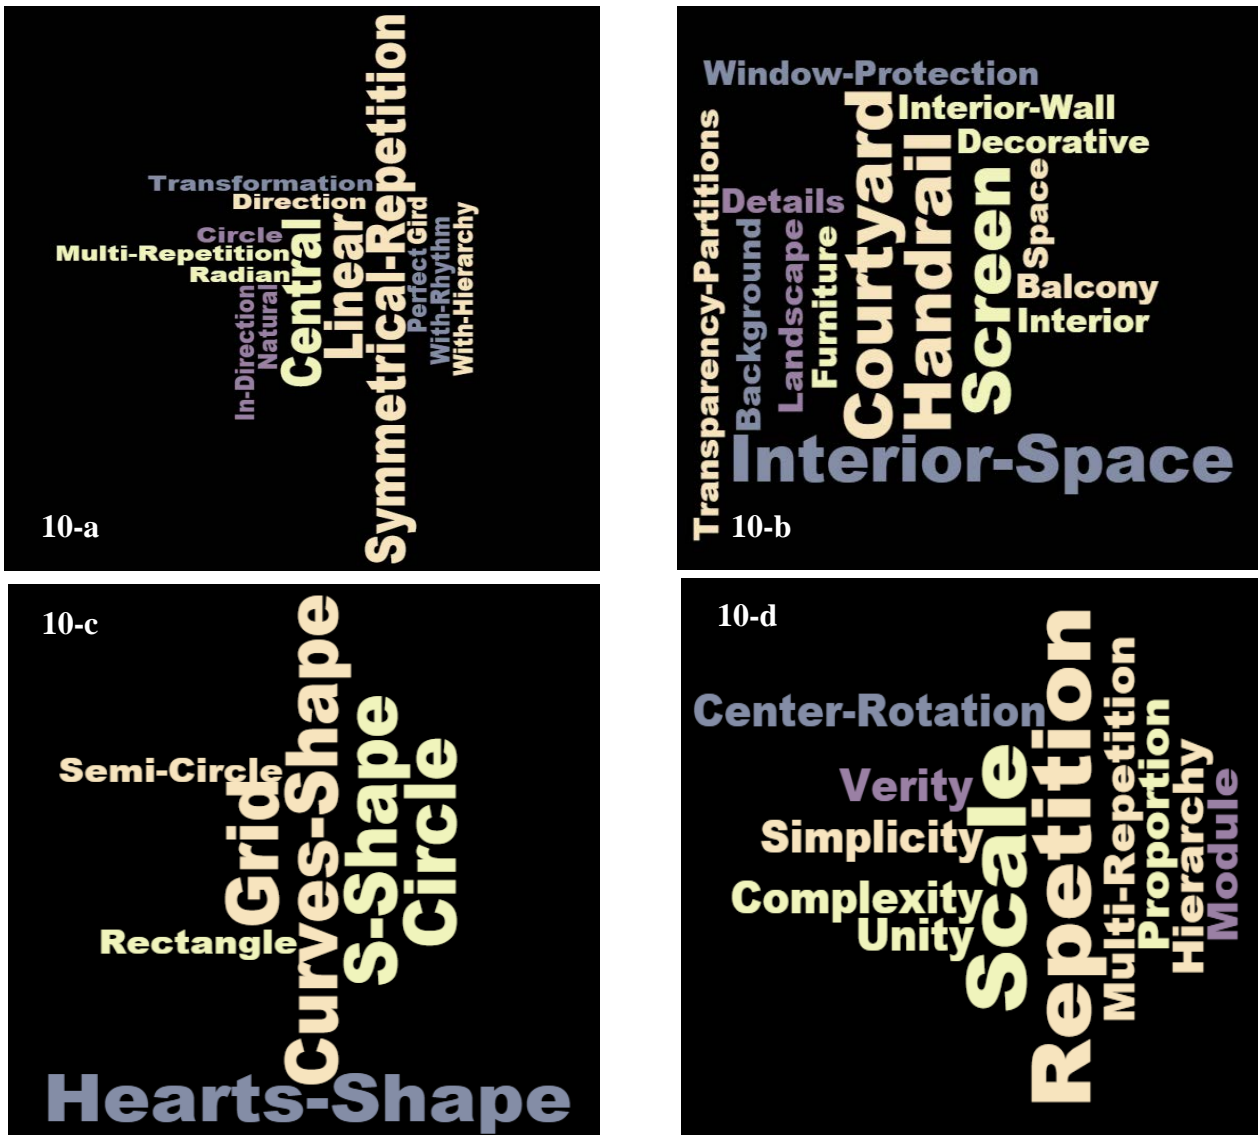 Transformation
Direction
Circle
Multi-Repetition
Radian
In-Direction
Natural
Central
Linear
Symmetrical-Repetition
Perfect
Gird
With-Rhythm
With-Hierarchy
10-a
Window-Protection
Interior-Wall
Decorative
Transparency-Partitions
Details
Background
Landscape
Furniture
Courtyard
Handrail
Screen
Space
Balcony
Interior
Interior-Space
10-b
10-c
Semi-Circle
Grid
Rectangle
Curves-Shape
S-Shape
Circle
Hearts-Shape
10-d
Center-Rotation
Verity
Simplicity
Complexity
Unity
Scale
Repetition
Multi-Repetition
Proportion
Hierarchy
Module